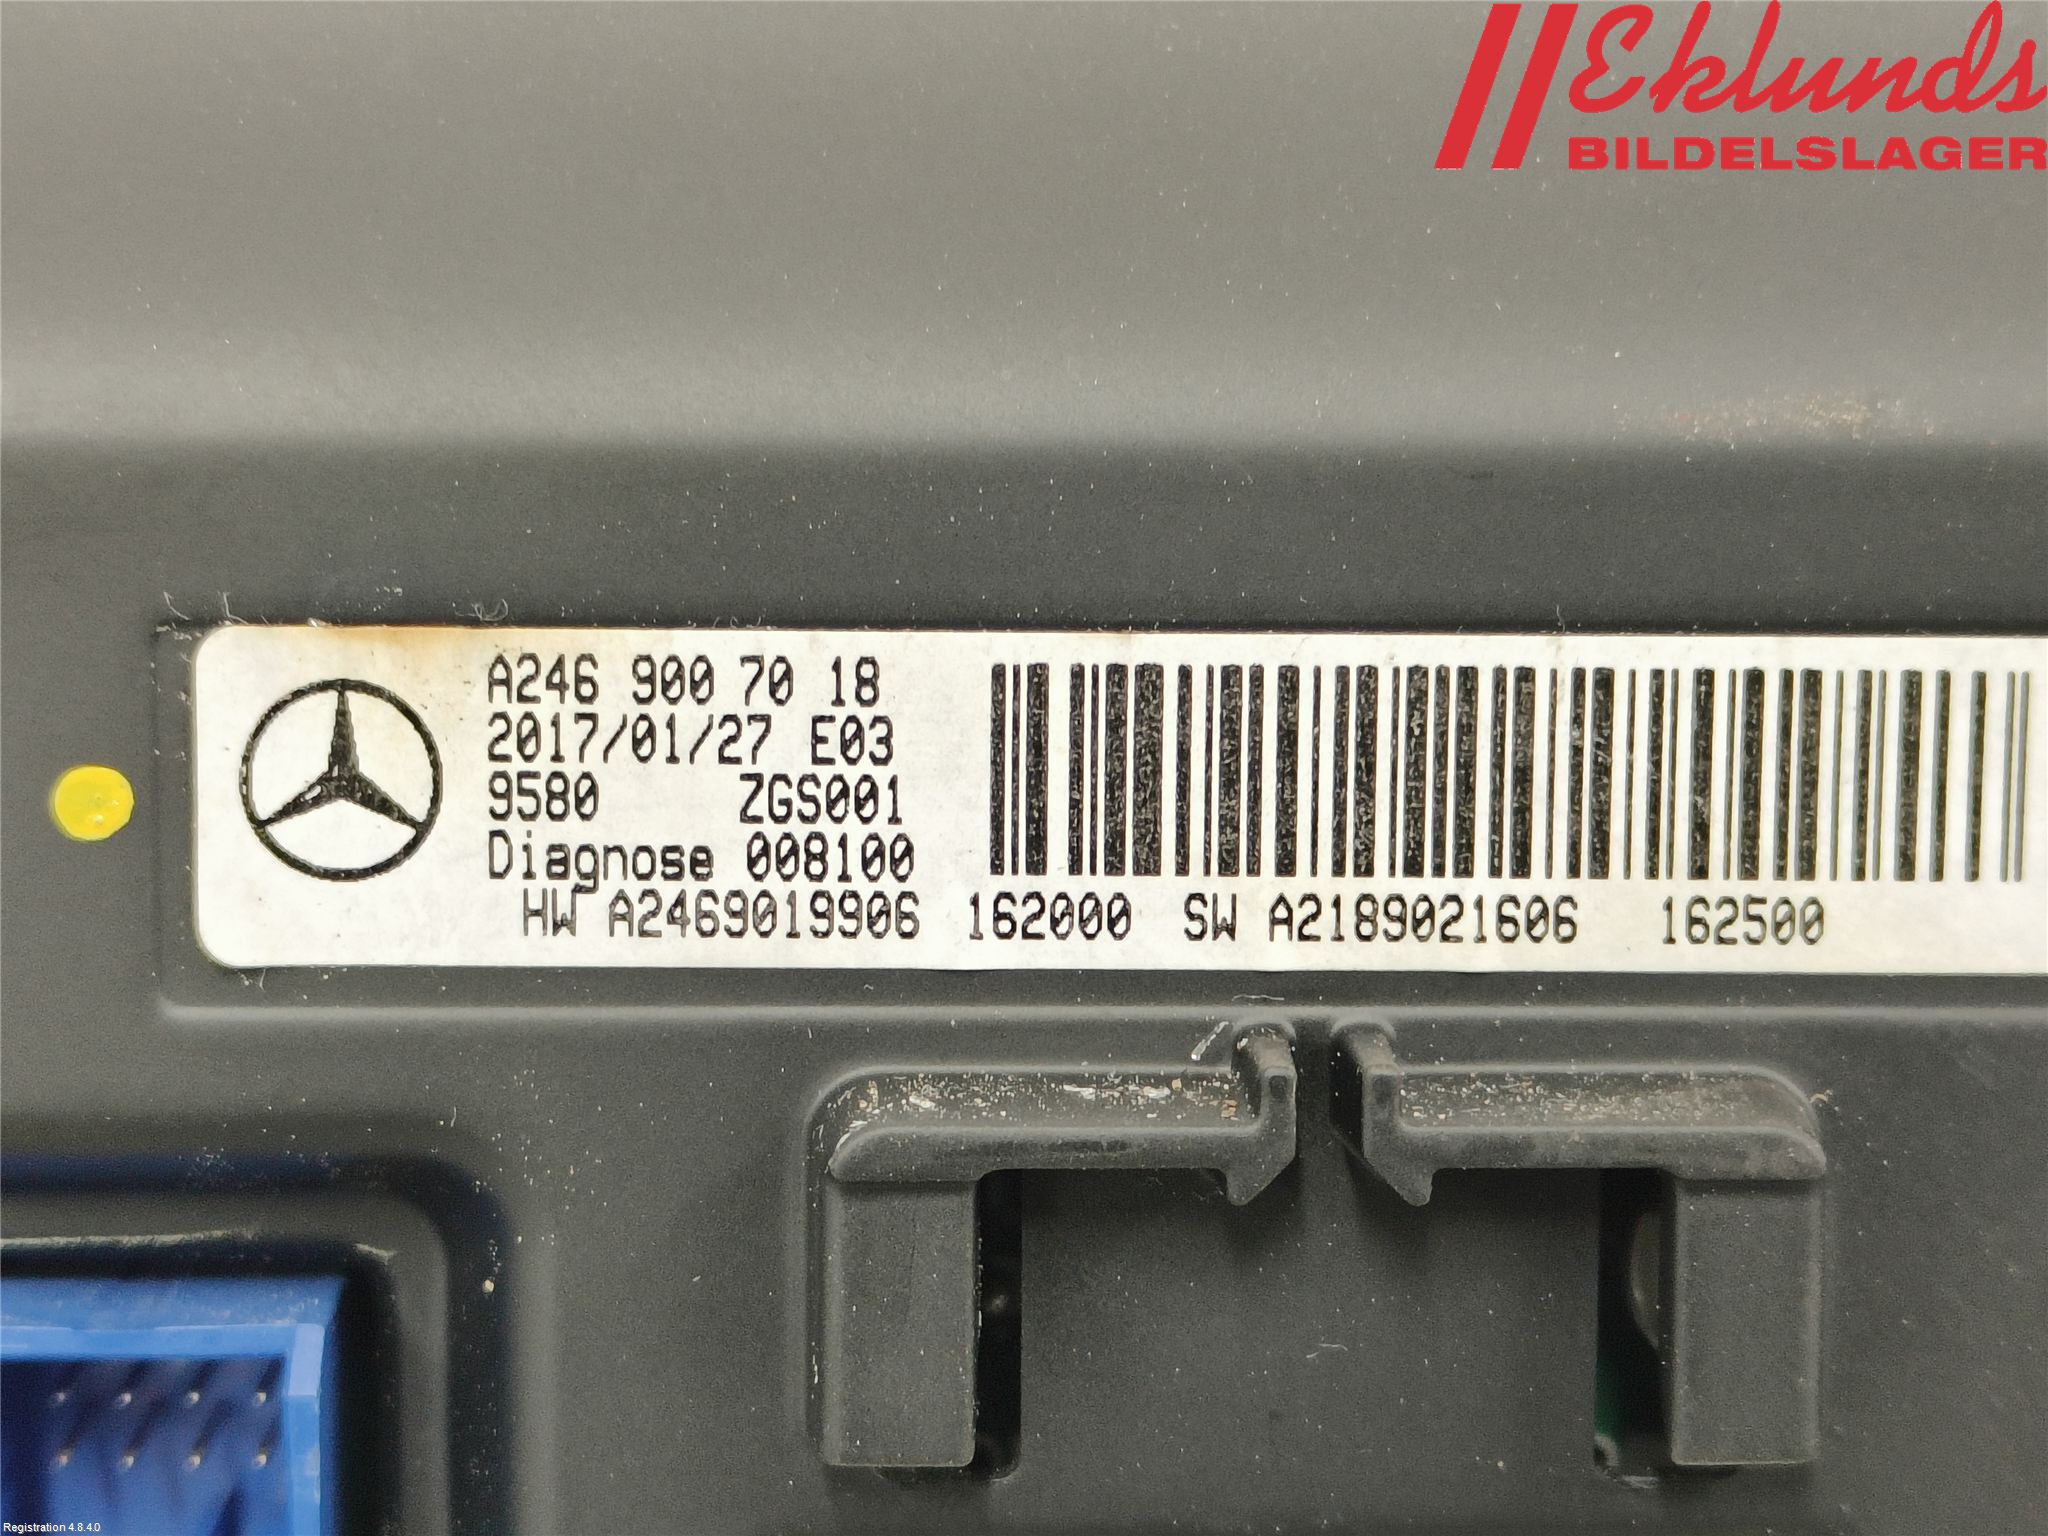 Eklunds
BILDELSLAGER
A246 900 70 18
2017/01/27 E03
9580 ZGS001
Diagnose 008100
HW A2469019906 162000 SW A2189021606 162500
Registration 4.8.4.0